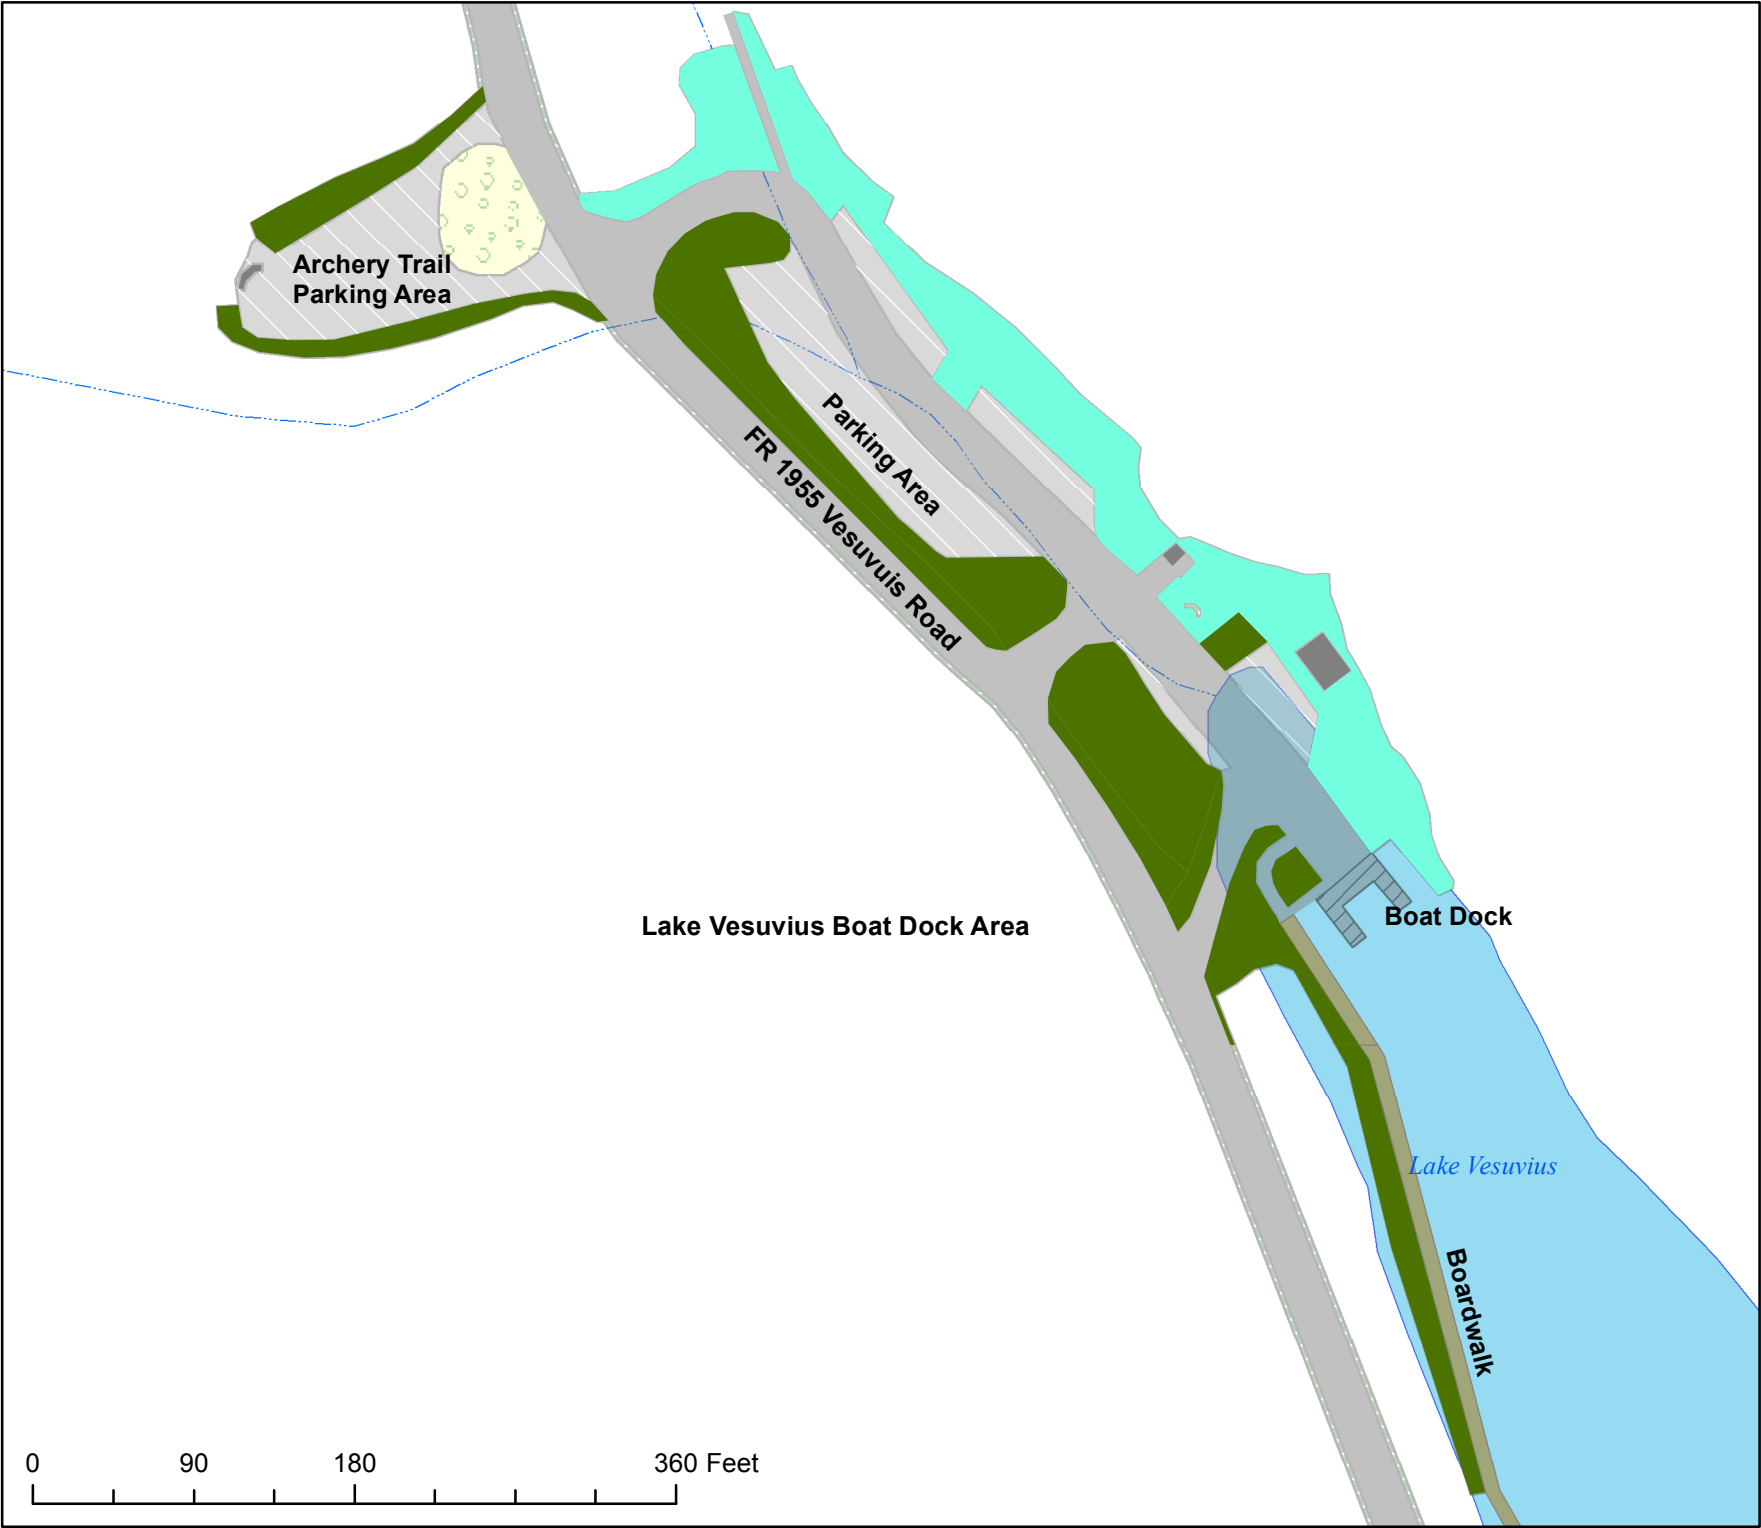 Archery Trail
Parking Area
Parking Area
FR 1955 Vesuvuis Road
Lake Vesuvius Boat Dock Area
Boat Dock
Lake Vesuvius
Boardwalk
0 90 180 360 Feet